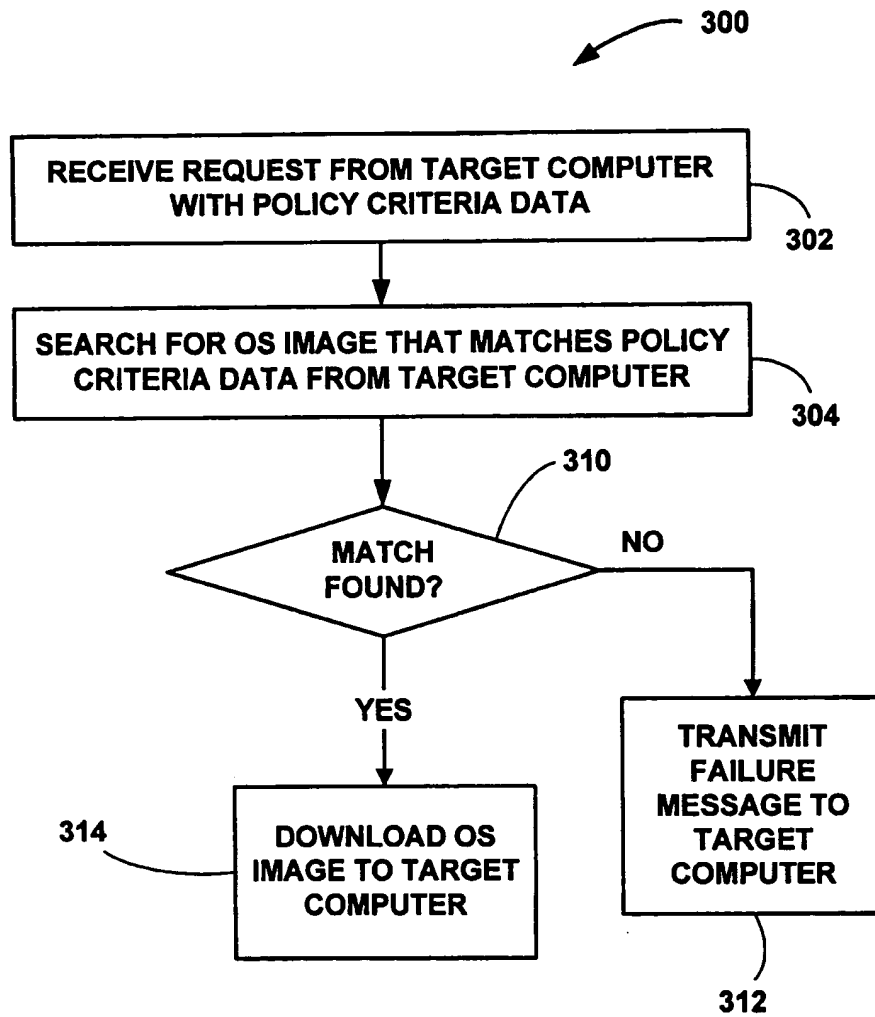 300
RECEIVE REQUEST FROM TARGET COMPUTER
WITH POLICY CRITERIA DATA
302
SEARCH FOR OS IMAGE THAT MATCHES POLICY
CRITERIA DATA FROM TARGET COMPUTER
304
310
MATCH
FOUND?
NO
YES
TRANSMIT
FAILURE
MESSAGE TO
TARGET
COMPUTER
312
314
DOWNLOAD OS
IMAGE TO TARGET
COMPUTER